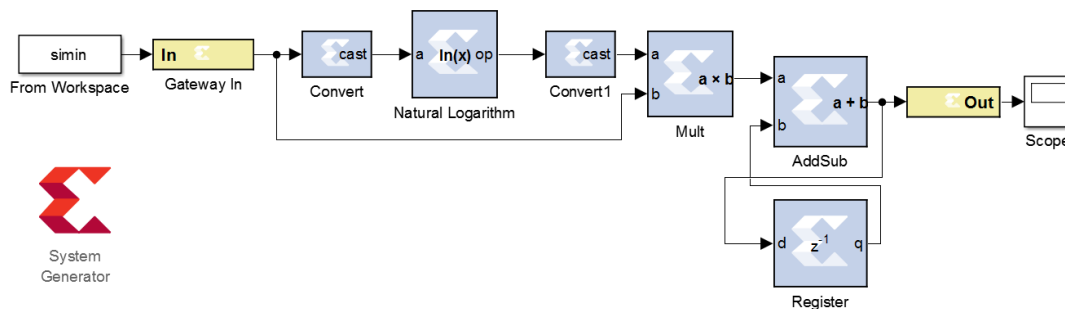 simin
From Workspace
In
Gateway In
cast
Convert
a
ln(x)
op
Natural Logarithm
cast
Convert1
a
b
a × b
Mult
a
b
a + b
AddSub
Out
Scope
d
z-1
q
Register
System
Generator